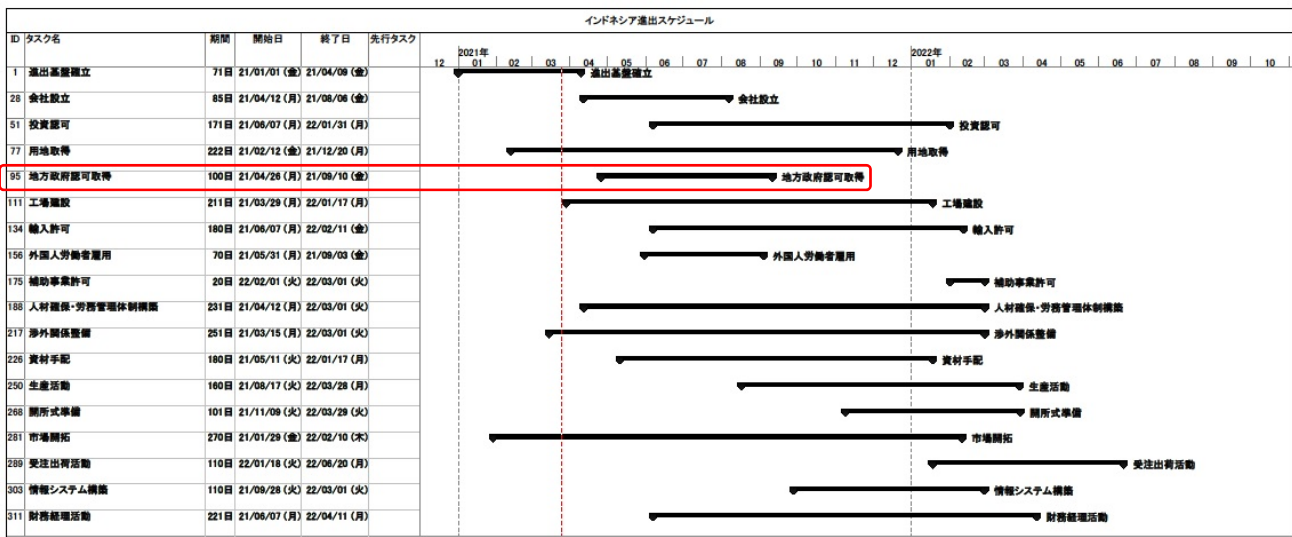 インドネシア進出スケジュール
ID タスク名 期間 開始日 終了日 先行タスク
2021年 2022年
12 01 02 03 04 05 06 07 08 09 10 11 12 01 02 03 04 05 06 07 08 09 10
1 進出基盤確立 71日 21/01/01 (金) 21/04/09 (金) 進出基盤確立
28 会社設立 85日 21/04/12 (月) 21/08/06 (金) 会社設立
51 投資認可 171日 21/06/07 (月) 22/01/31 (月) 投資認可
77 用地取得 222日 21/02/12 (金) 21/12/20 (月) 用地取得
95 地方政府認可取得 100日 21/04/26 (月) 21/09/10 (金) 地方政府認可取得
111 工場建設 211日 21/03/29 (月) 22/01/17 (月) 工場建設
134 輸入許可 180日 21/06/07 (月) 22/02/11 (金) 輸入許可
156 外国人労働者雇用 70日 21/05/31 (月) 21/09/03 (金) 外国人労働者雇用
175 補助事業許可 20日 22/02/01 (火) 22/03/01 (火) 補助事業許可
188 人材確保・労務管理体制構築 231日 21/04/12 (月) 22/03/01 (火) 人材確保・労務管理体制構築
217 渉外関係整備 251日 21/03/15 (月) 22/03/01 (火) 渉外関係整備
226 資材手配 180日 21/05/11 (火) 22/01/17 (月) 資材手配
250 生産活動 160日 21/08/17 (火) 22/03/28 (月) 生産活動
268 開所式準備 101日 21/11/09 (火) 22/03/29 (火) 開所式準備
281 市場開拓 270日 21/01/29 (金) 22/02/10 (木) 市場開拓
289 受注出荷活動 110日 22/01/18 (火) 22/06/20 (月) 受注出荷活動
303 情報システム構築 110日 21/09/28 (火) 22/03/01 (火) 情報システム構築
311 財務経理活動 221日 21/06/07 (月) 22/04/11 (月) 財務経理活動